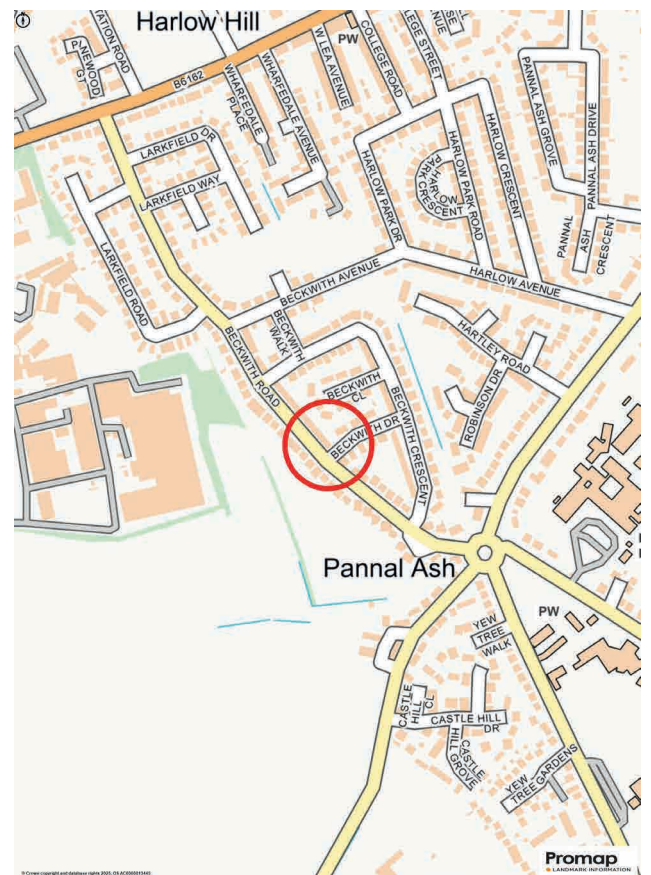 Harlow Hill
PW
TATION ROAD
PINEWOOD
GT
B6162
WHARFEDALE
PLACE
WHARFEDALE AVENUE
W LEA AVENUE
COLLEGE ROAD
LEGE STREET
PANNAL ASH GROVE
PANNAL ASH DRIVE
LARKFIELD DR
LARKFIELD WAY
LARKFIELD ROAD
HARLOW PARK DR
HARLOW
PARK CRESCENT
HARLOW PARK ROAD
HARLOW CRESCENT
PANNAL
ASH
CRESCENT
BECKWITH AVENUE
HARLOW AVENUE
BECKWITH
WALK
BECKWITH ROAD
HARTLEY ROAD
ROBINSON DR
BECKWITH
CL
BECKWITH DR
BECKWITH CRESCENT
Pannal Ash
PW
YEW
TREE
WALK
CASTLE
HILL
CL
CASTLE HILL
DR
CASTLE
HILL
GROVE
YEW
TREE GARDENS
Promap
LANDMARK INFORMATION